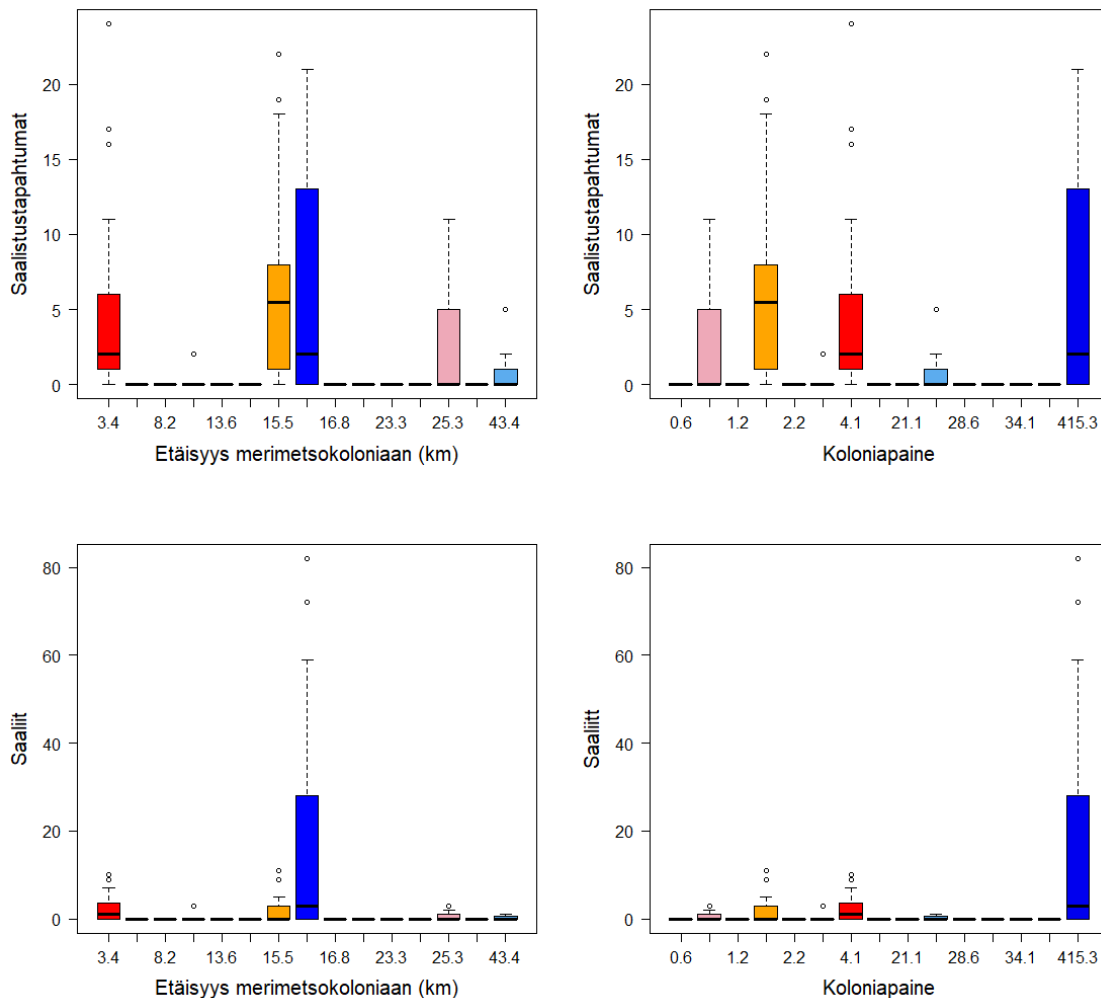 Saalistustapahtumat
20
15
10
5
0
3.4 8.2 13.6 15.5 16.8 23.3 25.3 43.4
Etäisyys merimetsokoloniaan (km)
Saalistustapahtumat
20
15
10
5
0
0.6 1.2 2.2 4.1 21.1 28.6 34.1 415.3
Koloniapaine
Saaliit
80
60
40
20
0
3.4 8.2 13.6 15.5 16.8 23.3 25.3 43.4
Etäisyys merimetsokoloniaan (km)
Saaliitt
80
60
40
20
0
0.6 1.2 2.2 4.1 21.1 28.6 34.1 415.3
Koloniapaine